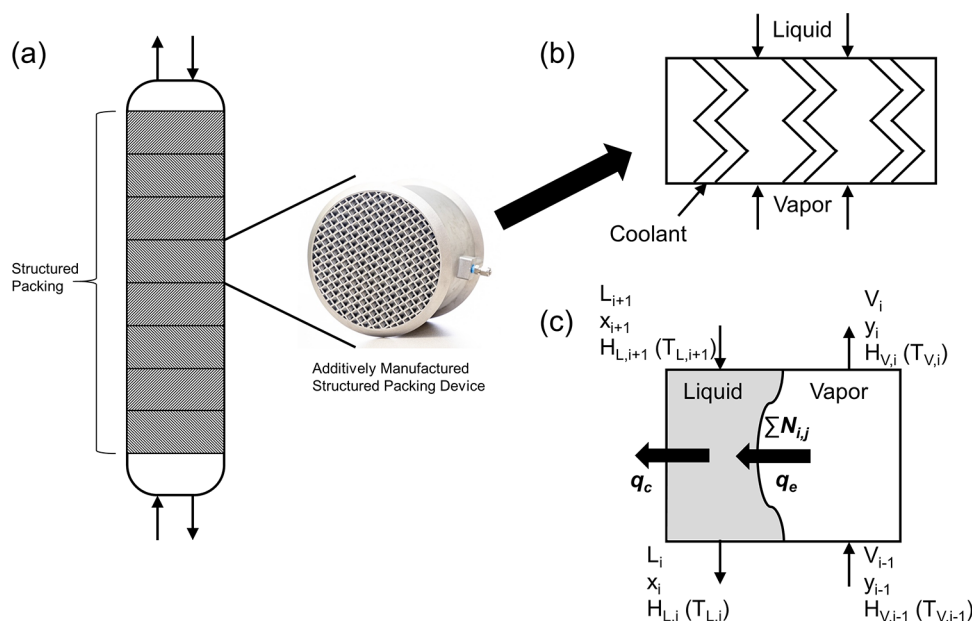 (a)
Structured
Packing
Additively Manufactured
Structured Packing Device
(b)
Liquid
Vapor
Coolant
(c)
L_{i+1}
x_{i+1}
H_{L,i+1} (T_{L,i+1})
V_i
y_i
H_{V,i} (T_{V,i})
Liquid
Vapor
∑N_{i,j}
q_c
q_e
L_i
x_i
H_{L,i} (T_{L,i})
V_{i-1}
y_{i-1}
H_{V,i-1} (T_{V,i-1})